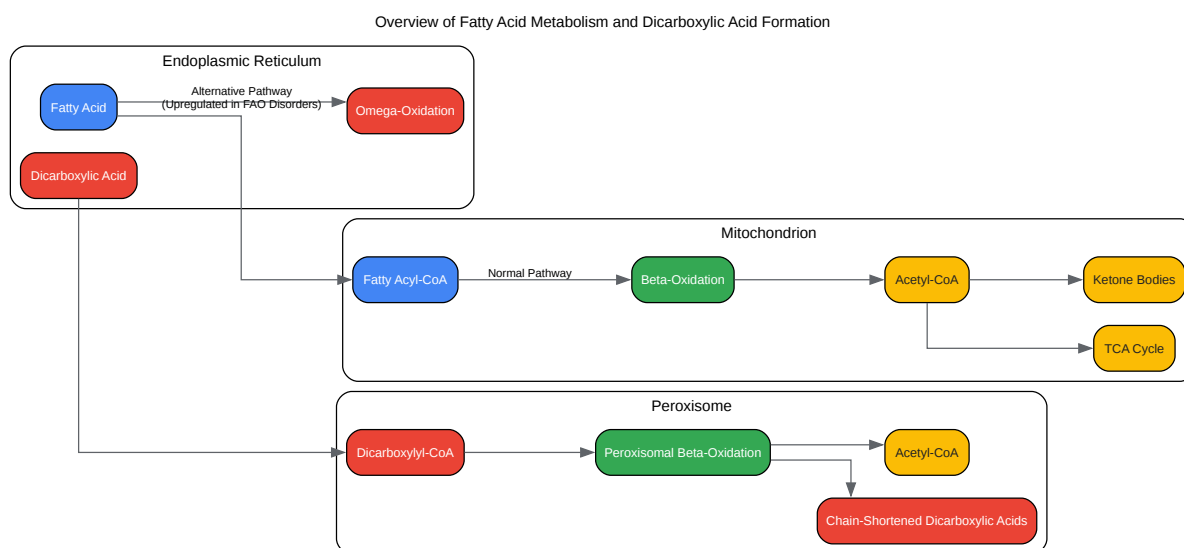 Overview of Fatty Acid Metabolism and Dicarboxylic Acid Formation
Endoplasmic Reticulum
Fatty Acid
Alternative Pathway
(Upregulated in FAO Disorders)
Omega-Oxidation
Dicarboxylic Acid
Mitochondrion
Fatty Acyl-CoA
Normal Pathway
Beta-Oxidation
Acetyl-CoA
Ketone Bodies
TCA Cycle
Peroxisome
Dicarboxylyl-CoA
Peroxisomal Beta-Oxidation
Acetyl-CoA
Chain-Shortened Dicarboxylic Acids